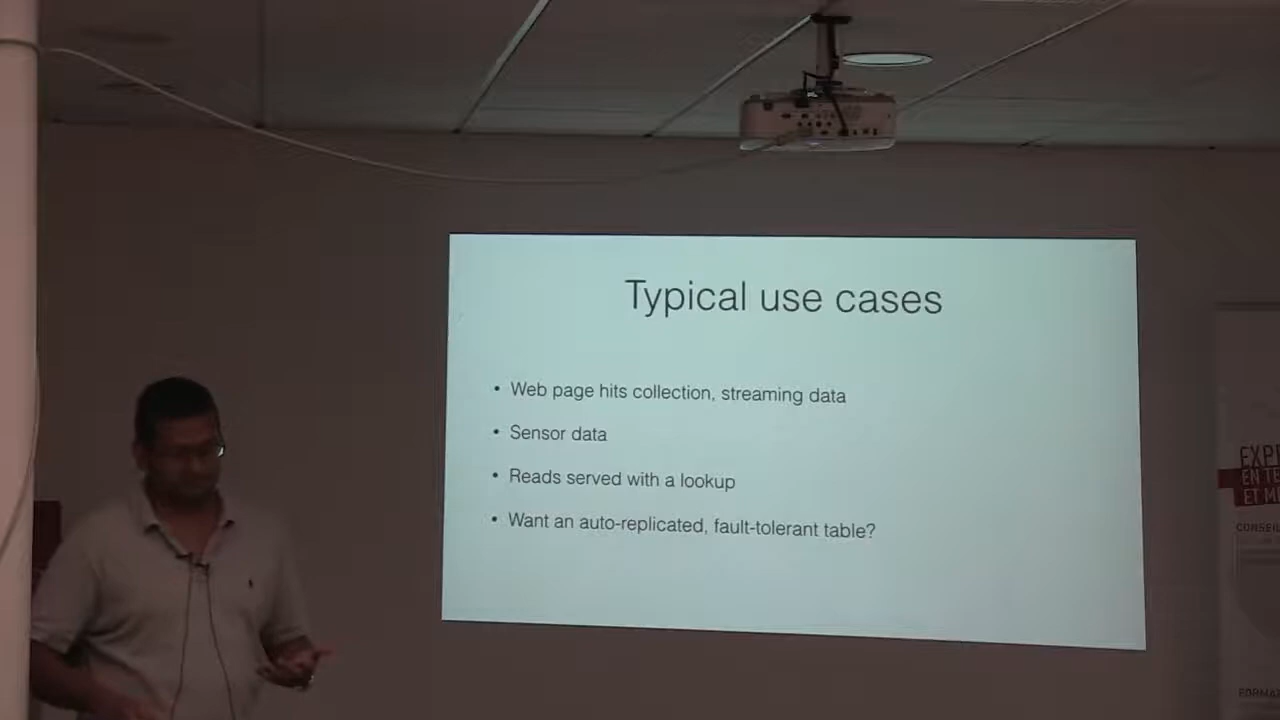 Typical use cases
• Web page hits collection, streaming data
• Sensor data
• Reads served with a lookup
• Want an auto-replicated, fault-tolerant table?
ET